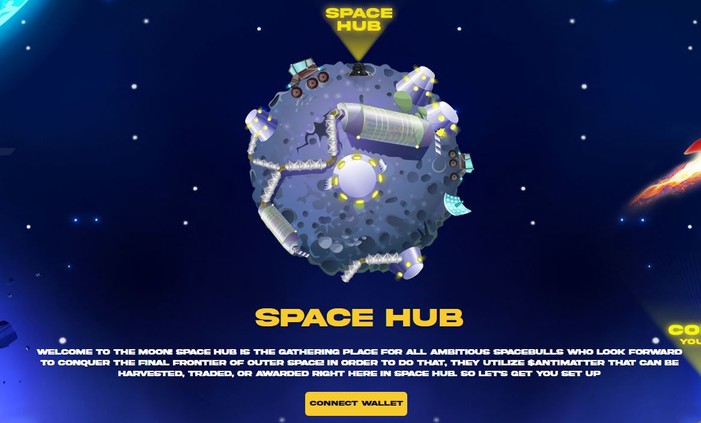 SPACE
HUB
SPACE HUB
WELCOME TO THE MOON SPACE HUB IS THE GATHERING PLACE FOR ALL AMBITIOUS SPACEBULLS WHO LOOK FORWARD
TO CONQUER THE FINAL FRONTIER OF OUTER SPACE! IN ORDER TO DO THAT, THEY UTILIZE $ANTIMATTER THAT CAN BE
HARVESTED, TRADED, OR AWARDED RIGHT HERE IN SPACE HUB. SO LET'S GET YOU SET UP
CONNECT WALLET
CO
YOU